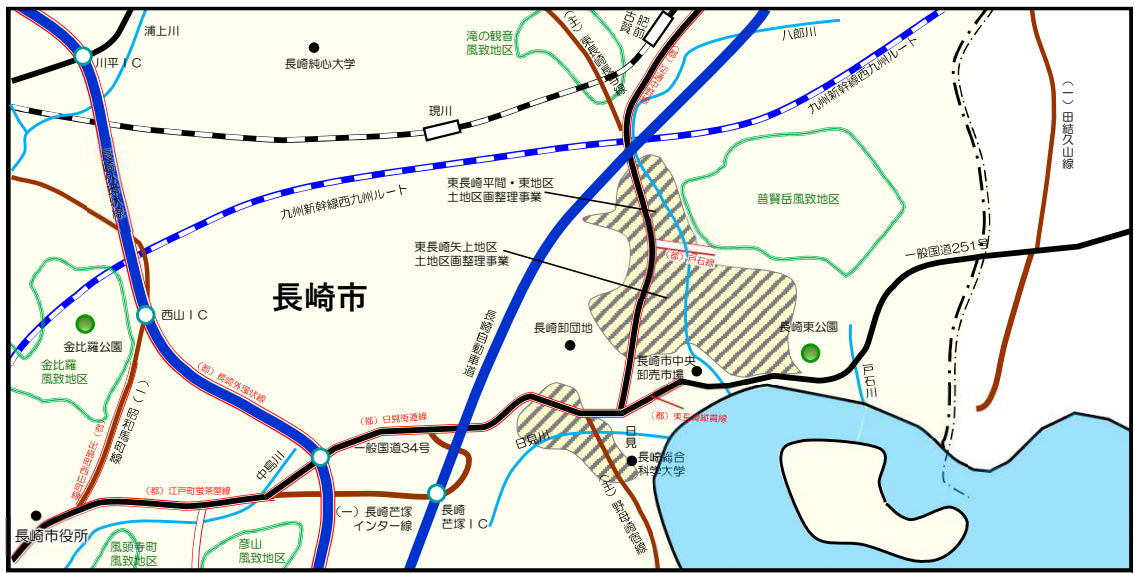 浦上川
川平IC
長崎純心大学
滝の観音
風致地区
八郎川
現川
九州新幹線西九州ルート
(一)田結久山線
九州新幹線西九州ルート
東長崎平間・東地区
土地区画整理事業
普賢岳風致地区
東長崎矢上地区
土地区画整理事業
(都)戸石線
一般国道251号
長崎市
西山IC
金比羅公園
金比羅
風致地区
長崎自動車道
長崎卸団地
長崎東公園
長崎市中央
卸売市場
戸石川
(都)長崎外環状線
(都)日見街道線
(都)東長崎縦貫線
一般国道34号
日見川
日見
長崎総合
科学大学
中島川
(都)江戸町蛍茶屋線
(一)長崎芒塚
インター線
長崎
芒塚IC
長崎市役所
風頭寺町
風致地区
彦山
風致地区